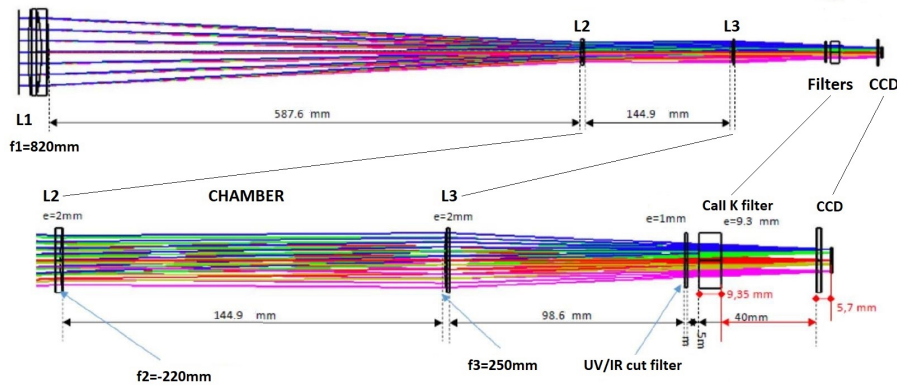 L2
L3
L1
587.6 mm
144.9 mm
Filters
CCD
f1=820mm
L2
CHAMBER
L3
Call K filter
CCD
e=2mm
e=2mm
e=1mm
e=9.3 mm
9,35 mm
5,7 mm
144.9 mm
98.6 mm
5m
m
40mm
f2=-220mm
f3=250mm
UV/IR cut filter